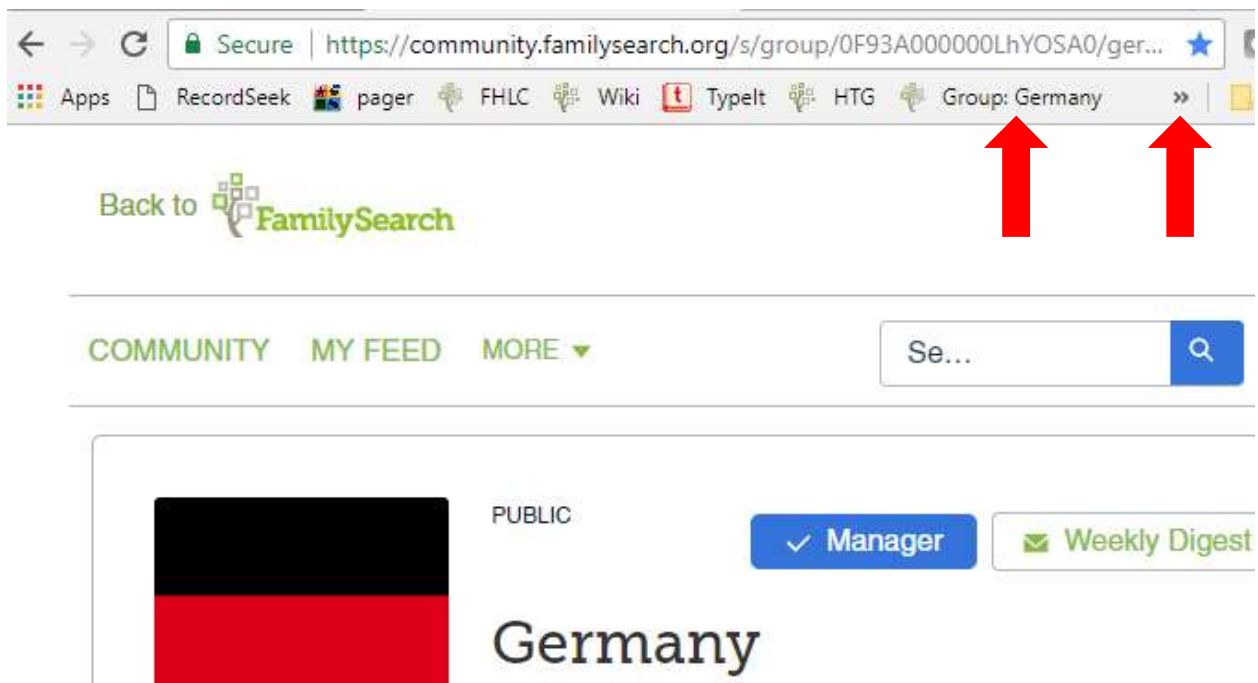 Secure | https://community.familysearch.org/s/group/0F93A000000LhYOSA0/ger...
Apps RecordSeek pager FHLC Wiki t TypeIt HTG Group: Germany »
Back to FamilySearch
COMMUNITY MY FEED MORE Se...
PUBLIC
Manager Weekly Digest
Germany